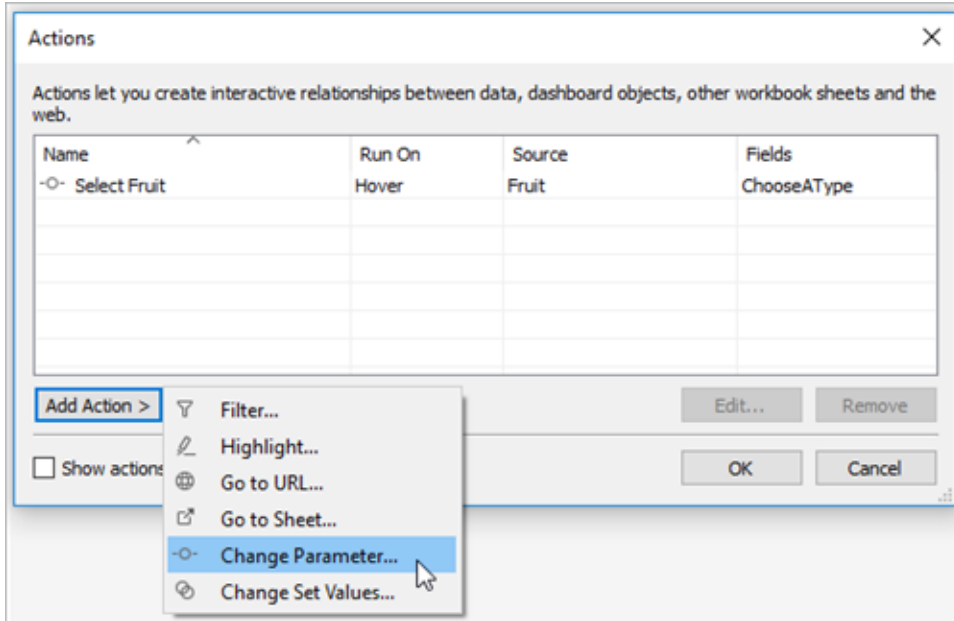 Actions
Actions let you create interactive relationships between data, dashboard objects, other workbook sheets and the
web.
Name Run On Source Fields
Select Fruit Hover Fruit ChooseAType
Add Action > Edit... Remove
Filter...
Highlight...
Show actions OK Cancel
Go to URL...
Go to Sheet...
Change Parameter...
Change Set Values...